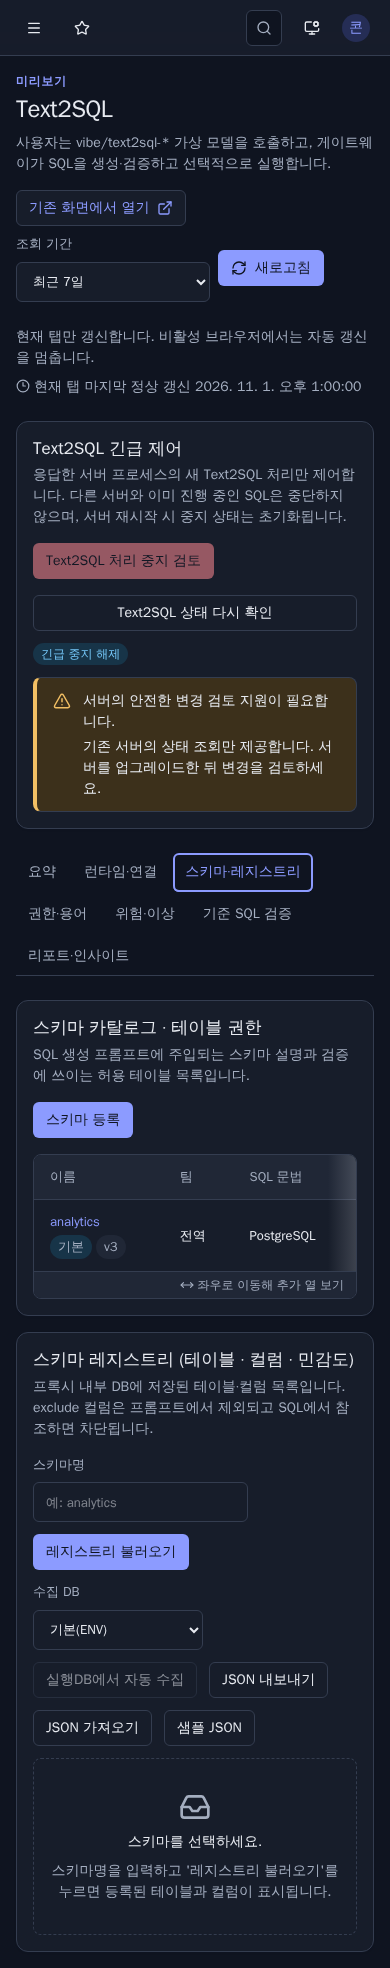 콘
미리보기
Text2SQL
사용자는 vibe/text2sql-* 가상 모델을 호출하고, 게이트웨
이가 SQL을 생성·검증하고 선택적으로 실행합니다.
기존 화면에서 열기
조회 기간
최근 7일
새로고침
현재 탭만 갱신합니다. 비활성 브라우저에서는 자동 갱신
을 멈춥니다.
현재 탭 마지막 정상 갱신 2026. 11. 1. 오후 1:00:00
Text2SQL 긴급 제어
응답한 서버 프로세스의 새 Text2SQL 처리만 제어합
니다. 다른 서버와 이미 진행 중인 SQL은 중단하지
않으며, 서버 재시작 시 중지 상태는 초기화됩니다.
Text2SQL 처리 중지 검토
Text2SQL 상태 다시 확인
긴급 중지 해제
서버의 안전한 변경 검토 지원이 필요합
니다.
기존 서버의 상태 조회만 제공합니다. 서
버를 업그레이드한 뒤 변경을 검토하세
요.
요약 런타임·연결 스키마·레지스트리
권한·용어 위험·이상 기준 SQL 검증
리포트·인사이트
스키마 카탈로그 · 테이블 권한
SQL 생성 프롬프트에 주입되는 스키마 설명과 검증
에 쓰이는 허용 테이블 목록입니다.
스키마 등록
이름 팀 SQL 문법
analytics
기본 v3
전역 PostgreSQL
좌우로 이동해 추가 열 보기
스키마 레지스트리 (테이블 · 컬럼 · 민감도)
프록시 내부 DB에 저장된 테이블·컬럼 목록입니다.
exclude 컬럼은 프롬프트에서 제외되고 SQL에서 참
조하면 차단됩니다.
스키마명
예: analytics
레지스트리 불러오기
수집 DB
기본(ENV)
실행DB에서 자동 수집 JSON 내보내기
JSON 가져오기 샘플 JSON
스키마를 선택하세요.
스키마명을 입력하고 '레지스트리 불러오기'를
누르면 등록된 테이블과 컬럼이 표시됩니다.